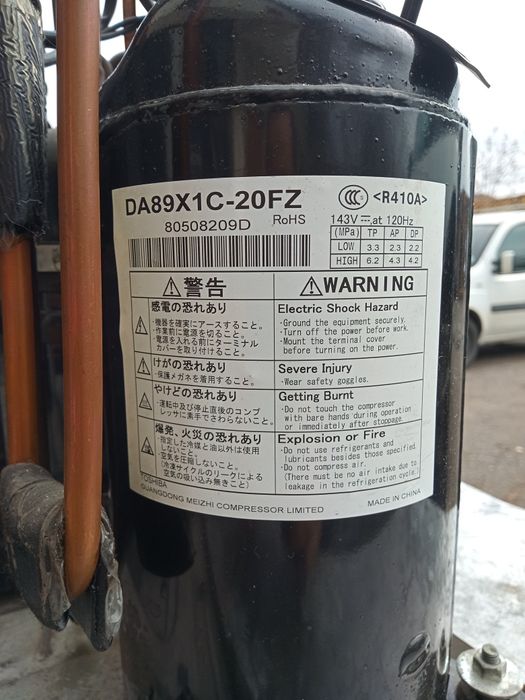 DA89X1C-20FZ
80508209D
RoHS
CCC
<R410A>
143V, at 120Hz
(MPa) TP AP DP
LOW 3.3 2.3 2.2
HIGH 6.2 4.3 4.2
警告
WARNING
感電の恐れあり
・機器を確実にアースすること。
・作業前に電源を切ること。
・電源を入れる前にターミナル
カバーを取り付けること。
Electric Shock Hazard
・Ground the equipment securely.
・Turn off the power before work.
・Mount the terminal cover
before turning on the power.
けがの恐れあり
・保護メガネを着用すること。
Severe Injury
・Wear safety goggles.
やけどの恐れあり
・運転中及び停止直後のコンプ
レッサに素手でさわらないこと。
Getting Burnt
・Do not touch the compressor
with bare hands during operation
or immediately after stoppage.
爆発、火災の恐れあり
・指定した冷媒と油以外は使用
しないこと。
・空気を圧縮しないこと。
(冷凍サイクルのリークによる
空気の吸い込み無きこと)
Explosion or Fire
・Do not use refrigerants and
lubricants besides those specified.
・Do not compress air.
(There must be no air intake due to
leakage in the refrigeration cycle.)
TOSHIBA
GUANGDONG MEIZHI COMPRESSOR LIMITED
MADE IN CHINA